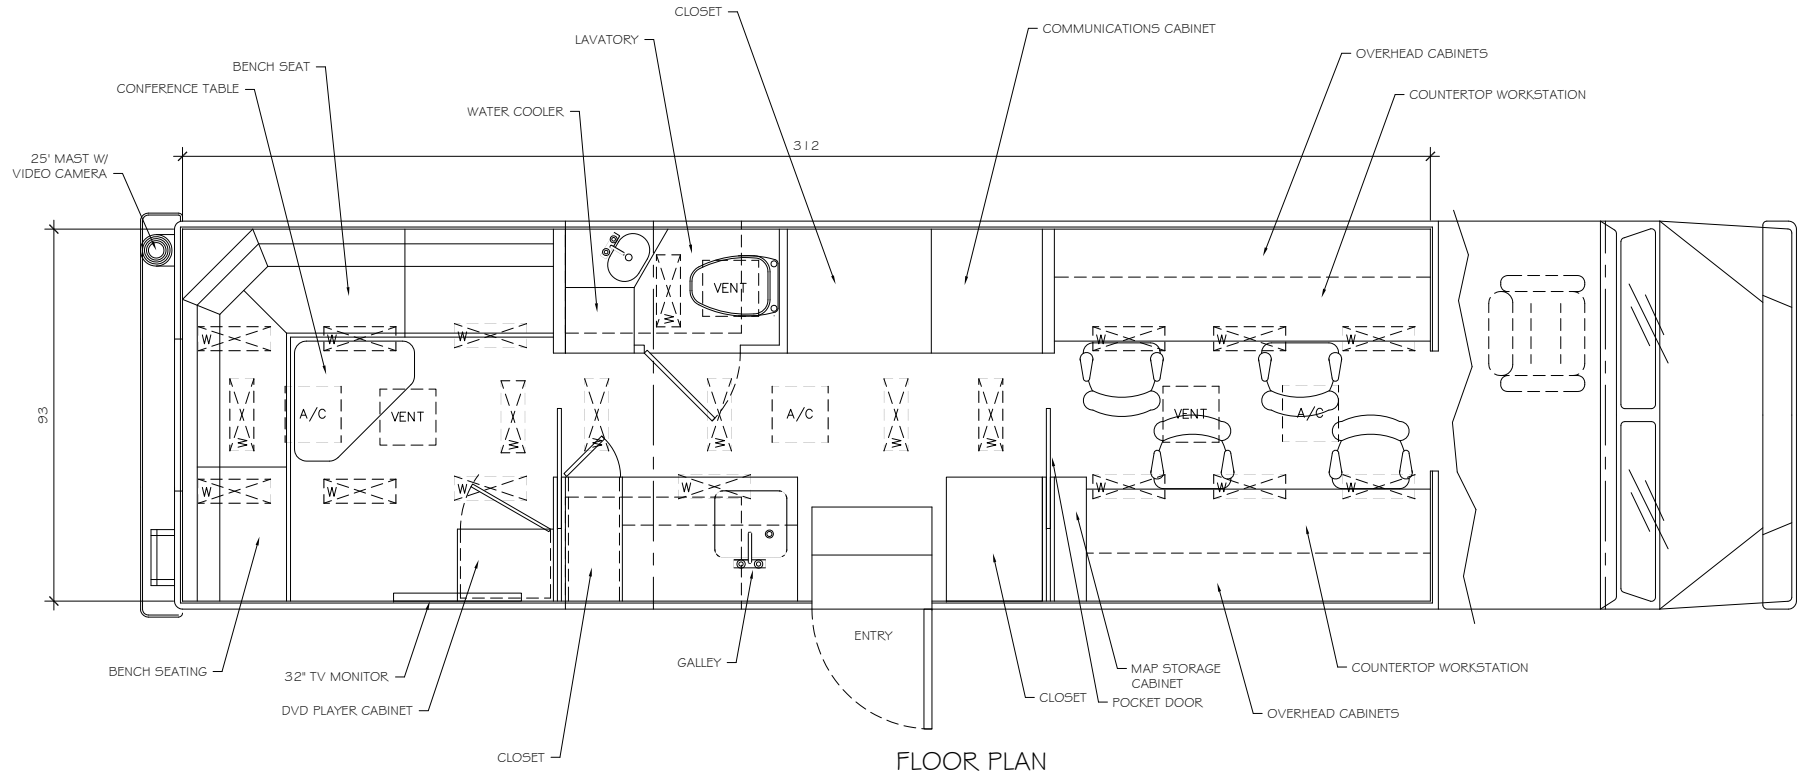 CLOSET
COMMUNICATIONS CABINET
LAVATORY
OVERHEAD CABINETS
BENCH SEAT
CONFERENCE TABLE
COUNTERTOP WORKSTATION
WATER COOLER
312
25' MAST W/
VIDEO CAMERA
VENT
W
W
W
W
W
W
W
93
A/C
VENT
A/C
VENT
A/C
W
W
W
W
W
W
W
W
W
W
W
W
W
ENTRY
BENCH SEATING
32" TV MONITOR
GALLEY
MAP STORAGE
CABINET
COUNTERTOP WORKSTATION
DVD PLAYER CABINET
CLOSET
POCKET DOOR
OVERHEAD CABINETS
CLOSET
FLOOR PLAN